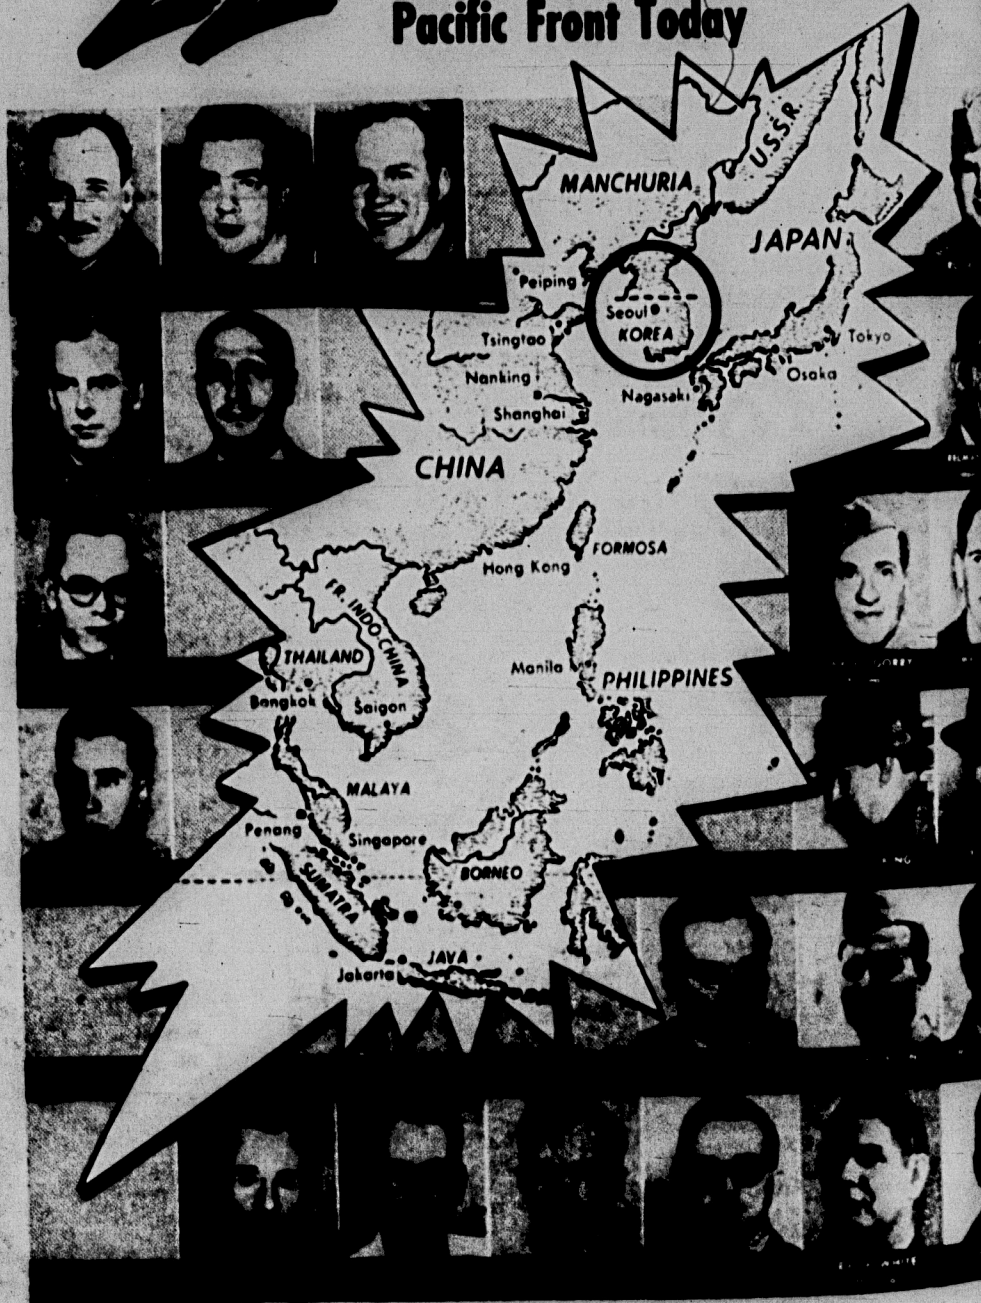 Pacific Front Today
U.S.S.R.
MANCHURIA
JAPAN
Peiping
Seoul
KOREA
Tsingtao
Tokyo
Nanking
Osaka
Nagasaki
Shanghai
CHINA
FORMOSA
Hong Kong
FR. INDO-CHINA
THAILAND
Manila
PHILIPPINES
Bangkok
Saigon
MALAYA
Penang
Singapore
BORNEO
SUMATRA
JAVA
Jakarta
WHITE